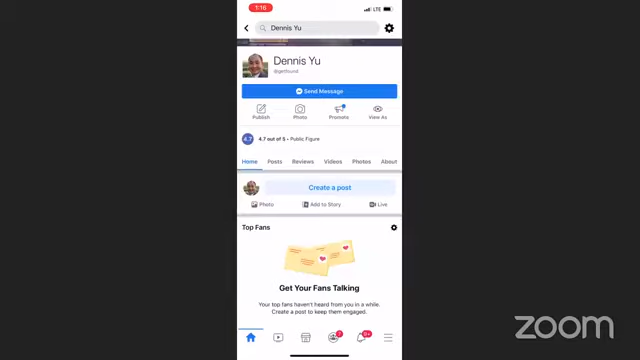 1:16
LTE
Dennis Yu
Dennis Yu
@getfound
Send Message
Publish
Photo
Promote
View As
4.7
4.7 out of 5 • Public Figure
Home
Posts
Reviews
Videos
Photos
About
Create a post
Photo
Add to Story
Live
Top Fans
Get Your Fans Talking
Your top fans haven't heard from you in a while.
Create a post to keep them engaged.
9+
zoom